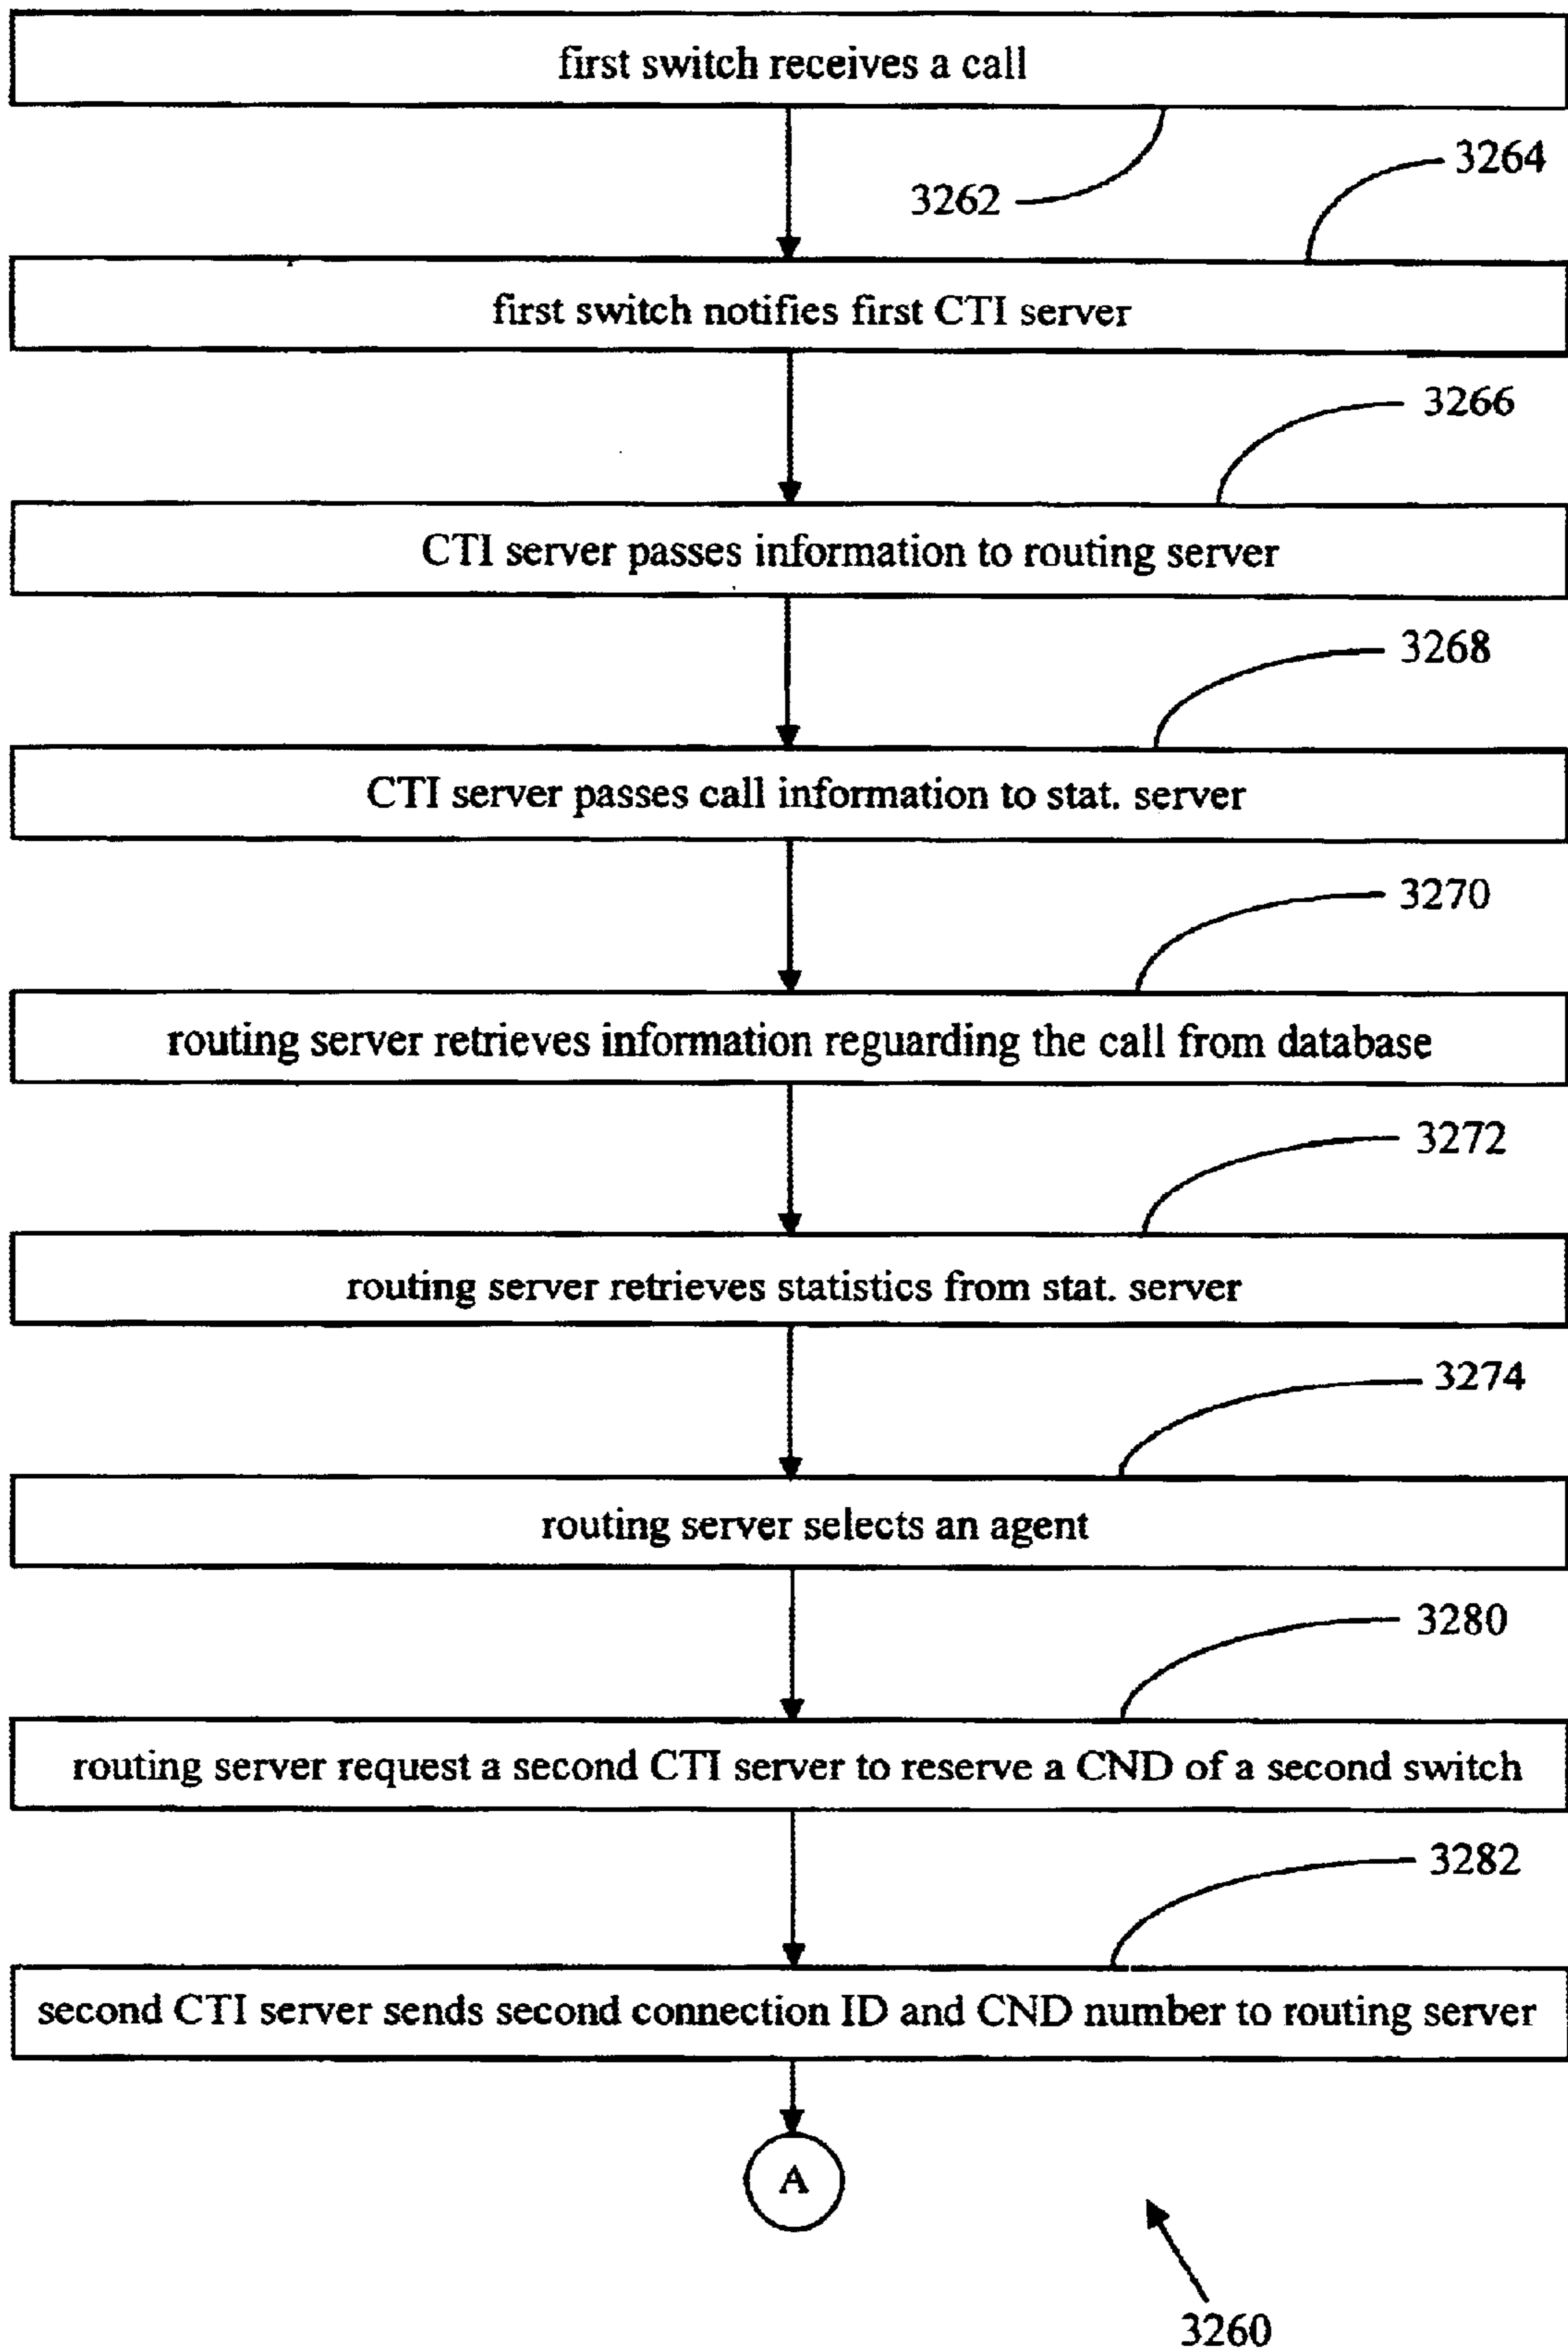 first switch receives a call
3262
3264
first switch notifies first CTI server
3266
CTI server passes information to routing server
3268
CTI server passes call information to stat. server
3270
routing server retrieves information reguarding the call from database
3272
routing server retrieves statistics from stat. server
3274
routing server selects an agent
3280
routing server request a second CTI server to reserve a CND of a second switch
3282
second CTI server sends second connection ID and CND number to routing server
A
3260